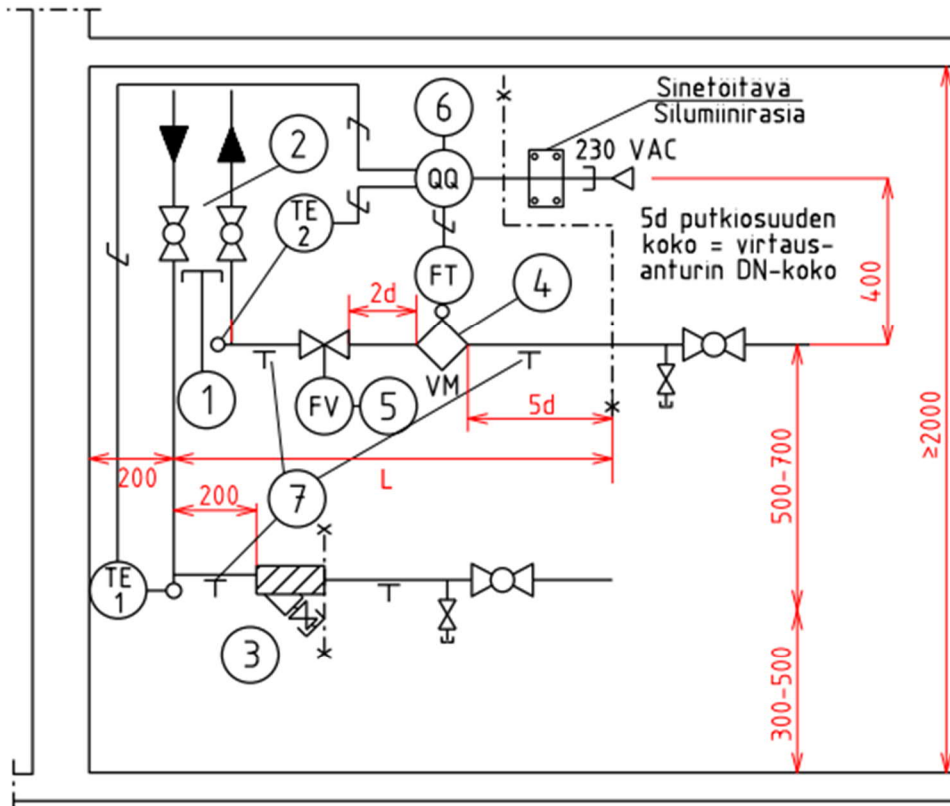 Sinetöitävä
Silumiinirasia
6
230 VAC
2
QQ
TE
2
5d putkiosuuden
koko = virtaus-
anturin DN-koko
FT
4
400
2d
1
VM
FV
5
5d
≥2000
200
L
500-700
200
7
TE
1
3
300-500